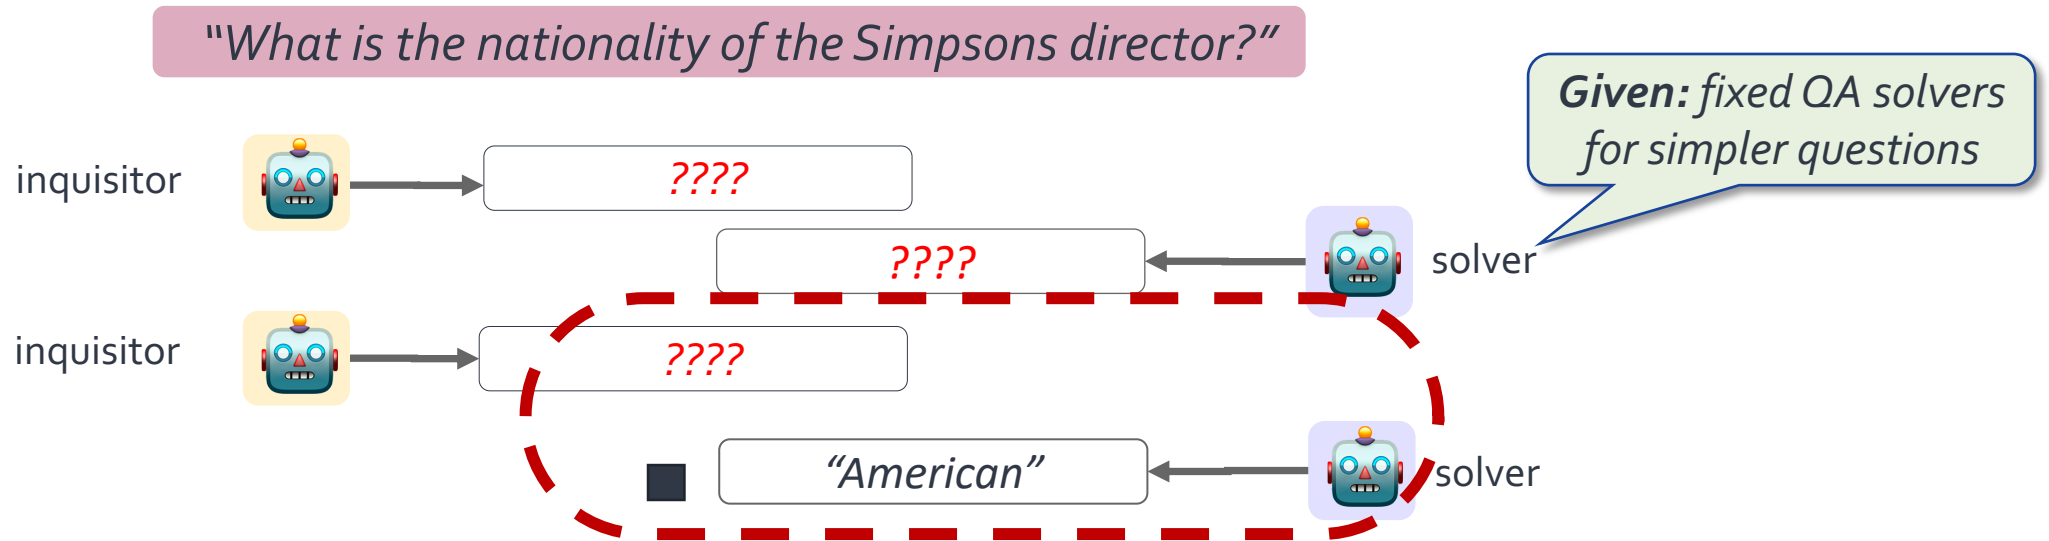 “What is the nationality of the Simpsons director?”
Given: fixed QA solvers
for simpler questions
inquisitor
????
????
solver
inquisitor
????
“American”
solver